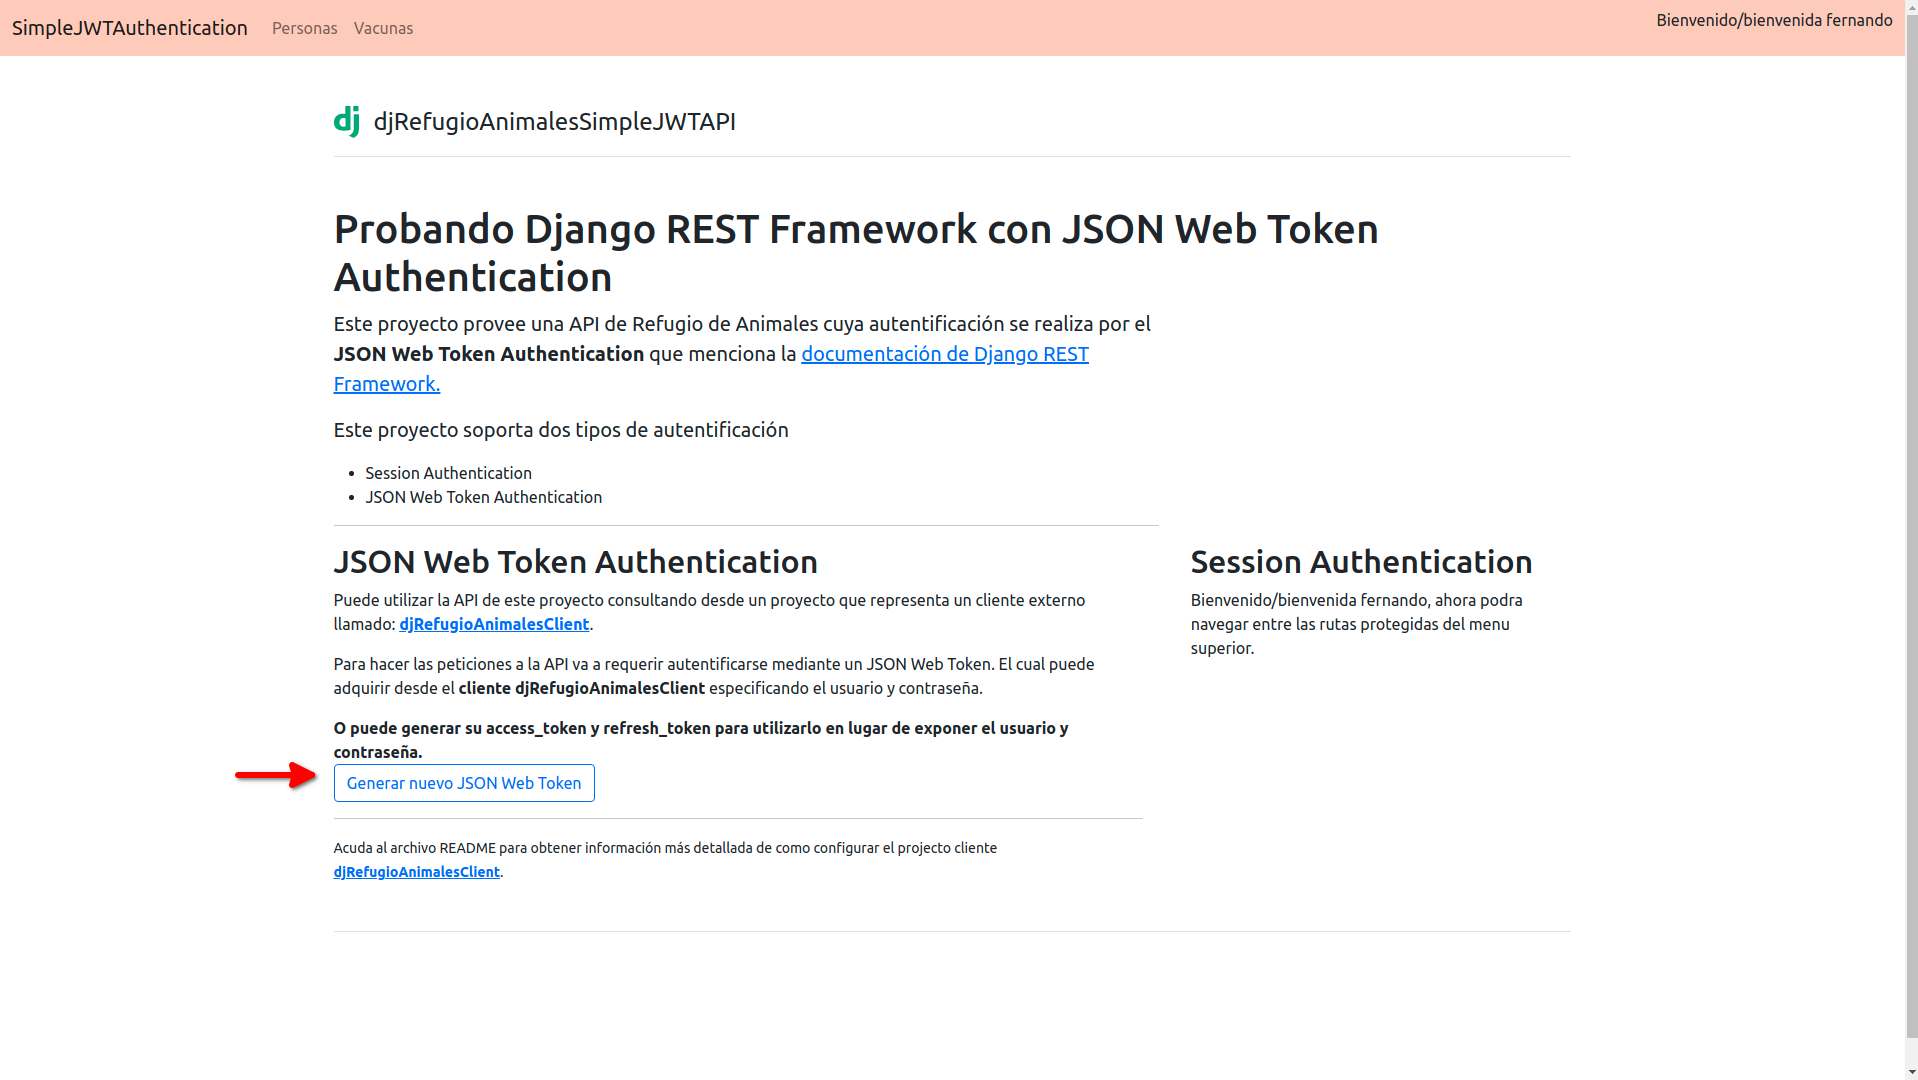 SimpleJWTAuthentication Personas Vacunas Bienvenido/bienvenida fernando
dj djRefugioAnimalesSimpleJWTAPI
Probando Django REST Framework con JSON Web Token
Authentication
Este proyecto provee una API de Refugio de Animales cuya autentificación se realiza por el
JSON Web Token Authentication que menciona la documentación de Django REST
Framework.
Este proyecto soporta dos tipos de autentificación
Session Authentication
JSON Web Token Authentication
JSON Web Token Authentication
Puede utilizar la API de este proyecto consultando desde un proyecto que representa un cliente externo
llamado: djRefugioAnimalesClient.
Para hacer las peticiones a la API va a requerir autentificarse mediante un JSON Web Token. El cual puede
adquirir desde el cliente djRefugioAnimalesClient especificando el usuario y contraseña.
O puede generar su access_token y refresh_token para utilizarlo en lugar de exponer el usuario y
contraseña.
Generar nuevo JSON Web Token
Acuda al archivo README para obtener información más detallada de como configurar el projecto cliente
djRefugioAnimalesClient.
Session Authentication
Bienvenido/bienvenida fernando, ahora podra
navegar entre las rutas protegidas del menu
superior.